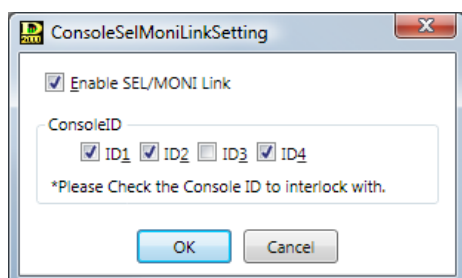 ConsoleSelMoniLinkSetting
Enable SEL/MONI Link
ConsoleID
ID1 ID2 ID3 ID4
*Please Check the Console ID to interlock with.
OK Cancel